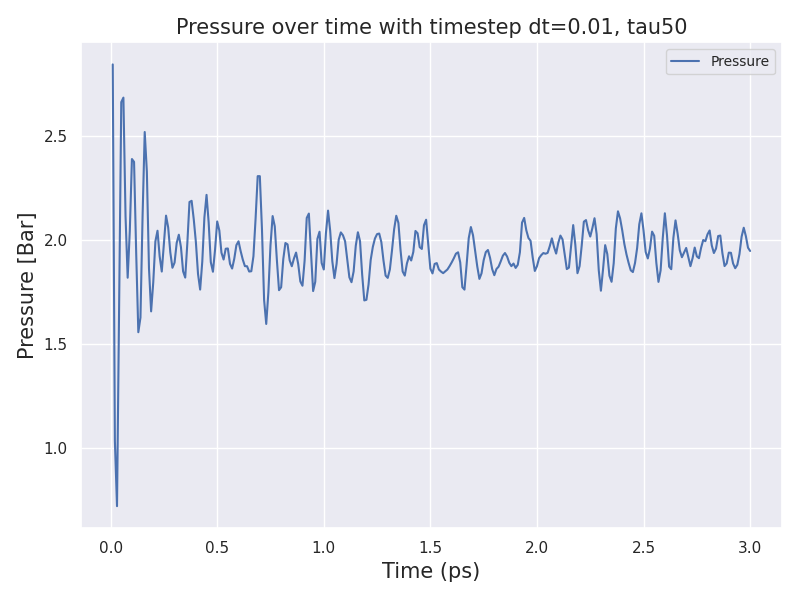 Pressure over time with timestep dt=0.01, tau50
Pressure
Pressure [Bar]
2.5
2.0
1.5
1.0
0.0 0.5 1.0 1.5 2.0 2.5 3.0
Time (ps)